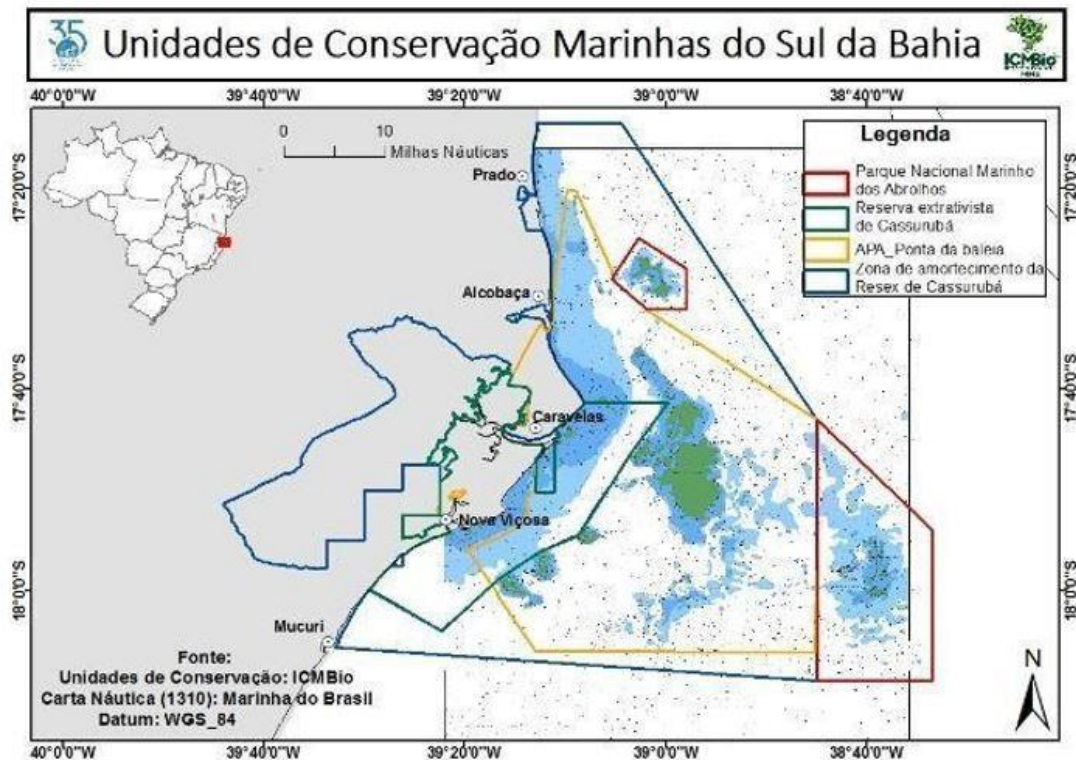 35
Unidades de Conservação Marinhas do Sul da Bahia
ICMBio
40°0'0"W 39°40'0"W 39°20'0"W 39°0'0"W 38°40'0"W
0 10
Milhas Náuticas
Legenda
Parque Nacional Marinho
dos Abrolhos
Reserva extrativista
de Cassurubá
APA_Ponta da baleia
Zona de amortecimento da
Resex de Cassurubá
17°20'0"S
17°20'0"S
Prado
Alcobaça
17°40'0"S
17°40'0"S
Caravelas
Nova Viçosa
18°0'0"S
18°0'0"S
Mucuri
Fonte:
Unidades de Conservação: ICMBio
Carta Náutica (1310): Marinha do Brasil
Datum: WGS_84
N
40°0'0"W 39°40'0"W 39°20'0"W 39°0'0"W 38°40'0"W